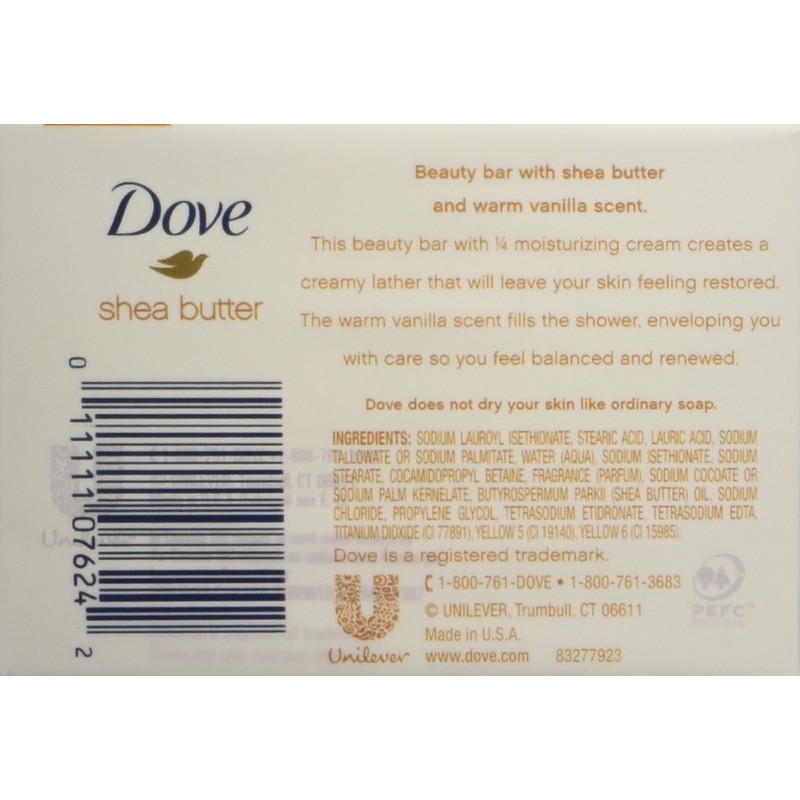 Dove
shea butter
Beauty bar with shea butter
and warm vanilla scent.
This beauty bar with ¼ moisturizing cream creates a
creamy lather that will leave your skin feeling restored.
The warm vanilla scent fills the shower, enveloping you
with care so you feel balanced and renewed.
Dove does not dry your skin like ordinary soap.
INGREDIENTS: SODIUM LAUROYL ISETHIONATE, STEARIC ACID, LAURIC ACID, SODIUM
TALLOWATE OR SODIUM PALMITATE, WATER (AQUA), SODIUM ISETHIONATE, SODIUM
STEARATE, COCAMIDOPROPYL BETAINE, FRAGRANCE (PARFUM), SODIUM COCOATE OR
SODIUM PALM KERNELATE, BUTYROSPERMUM PARKII (SHEA BUTTER) OIL, SODIUM
CHLORIDE, PROPYLENE GLYCOL, TETRASODIUM ETIDRONATE, TETRASODIUM EDTA,
TITANIUM DIOXIDE (CI 77891), YELLOW 5 (CI 19140), YELLOW 6 (CI 15985).
Dove is a registered trademark.
1-800-761-DOVE • 1-800-761-3683
© UNILEVER, Trumbull, CT 06611
Made in U.S.A.
www.dove.com 83277923
Unilever
PEFC™
0 11111 07624 2